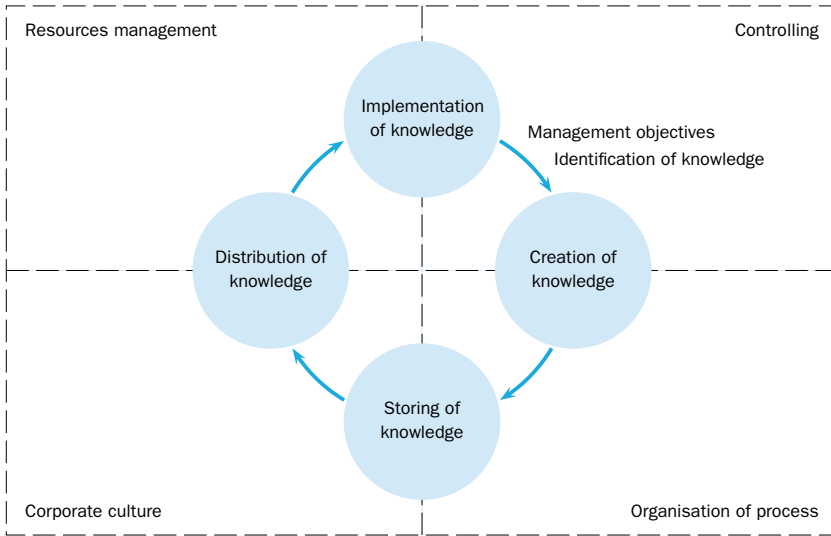 Resources management
Controlling
Implementation
of knowledge
Management objectives
Identification of knowledge
Distribution of
knowledge
Creation of
knowledge
Storing of
knowledge
Corporate culture
Organisation of process